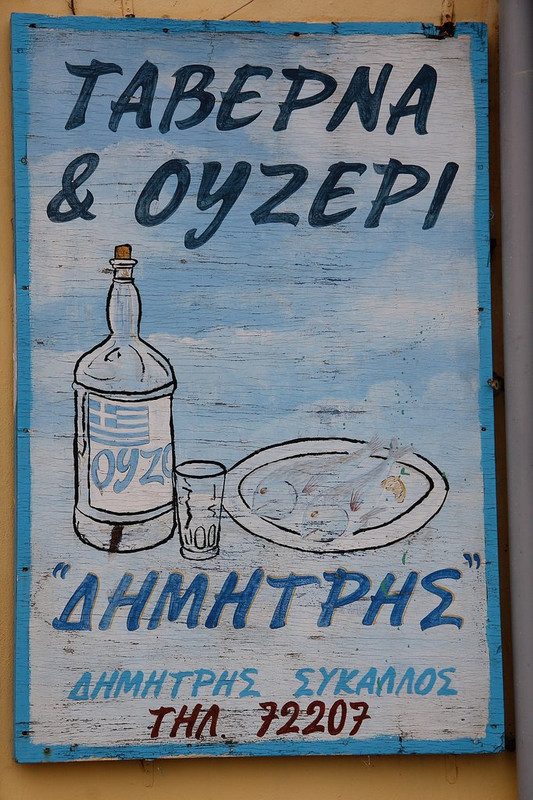 ΤΑΒΕΡΝΑ
& ΟΥΖΕΡΙ
ΟΥΖΟ
"ΔΗΜΗΤΡΗΣ"
ΔΗΜΗΤΡΗΣ ΣΥΚΑΛΛΟΣ
ΤΗΛ. 72207